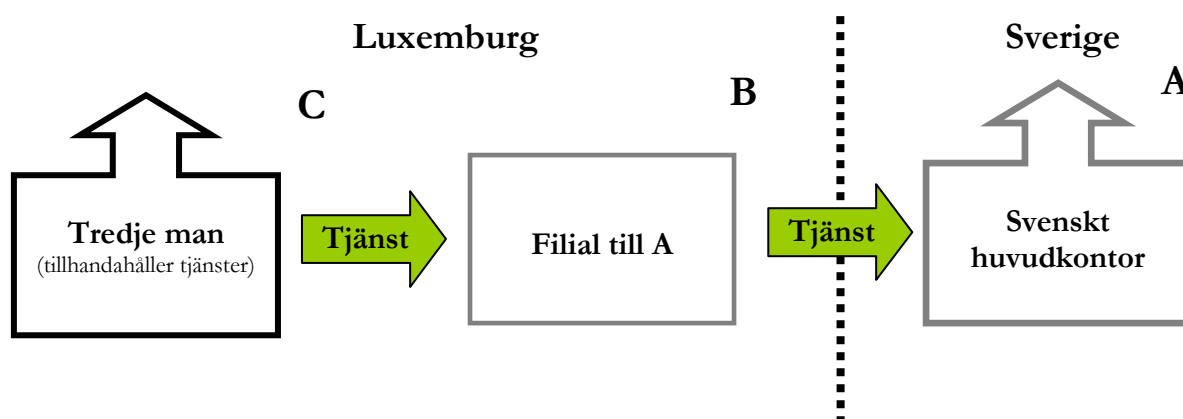 Luxemburg
Sverige
C
B
A
Tredje man
(tillhandahåller tjänster)
Tjänst
Filial till A
Tjänst
Svenskt
huvudkontor